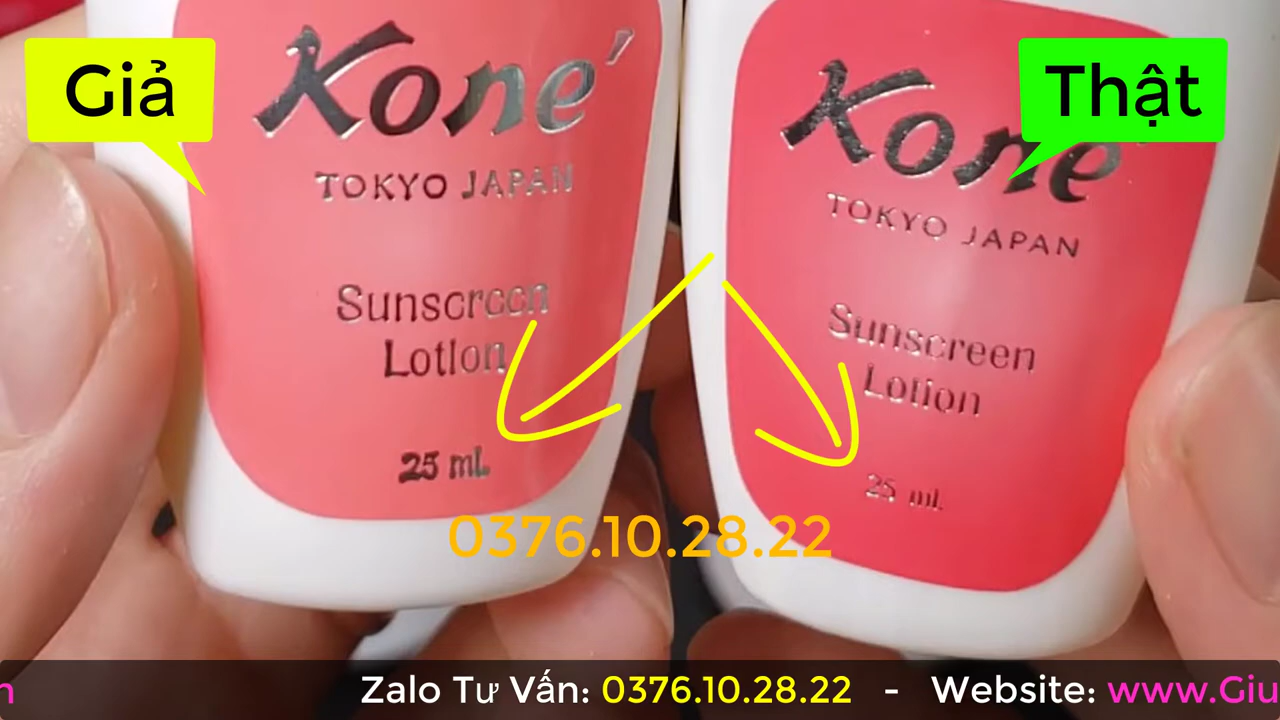 Giả
Kone'
TOKYO JAPAN
Sunscreen
Lotion
25 mL
Thật
Kone
TOKYO JAPAN
Sunscreen
Lotion
25 mL
0376.10.28.22
Zalo Tư Vấn: 0376.10.28.22 - Website: www.Giu